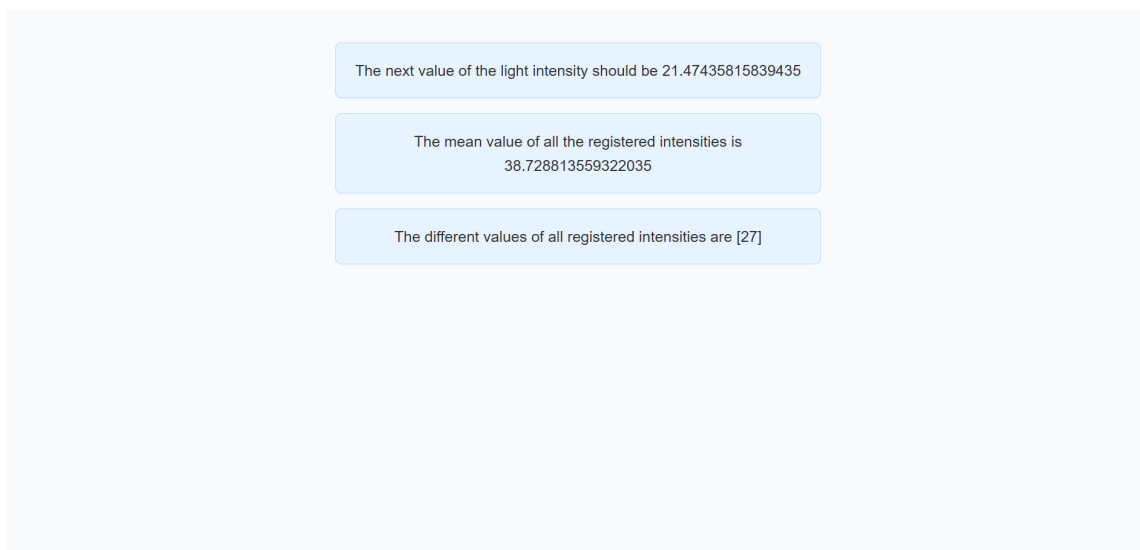 The next value of the light intensity should be 21.47435815839435
The mean value of all the registered intensities is
38.728813559322035
The different values of all registered intensities are [27]